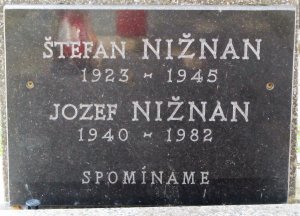 ŠTEFAN NIŽNAN
1923 - 1945
JOZEF NIŽNAN
1940 - 1982
SPOMÍNAME